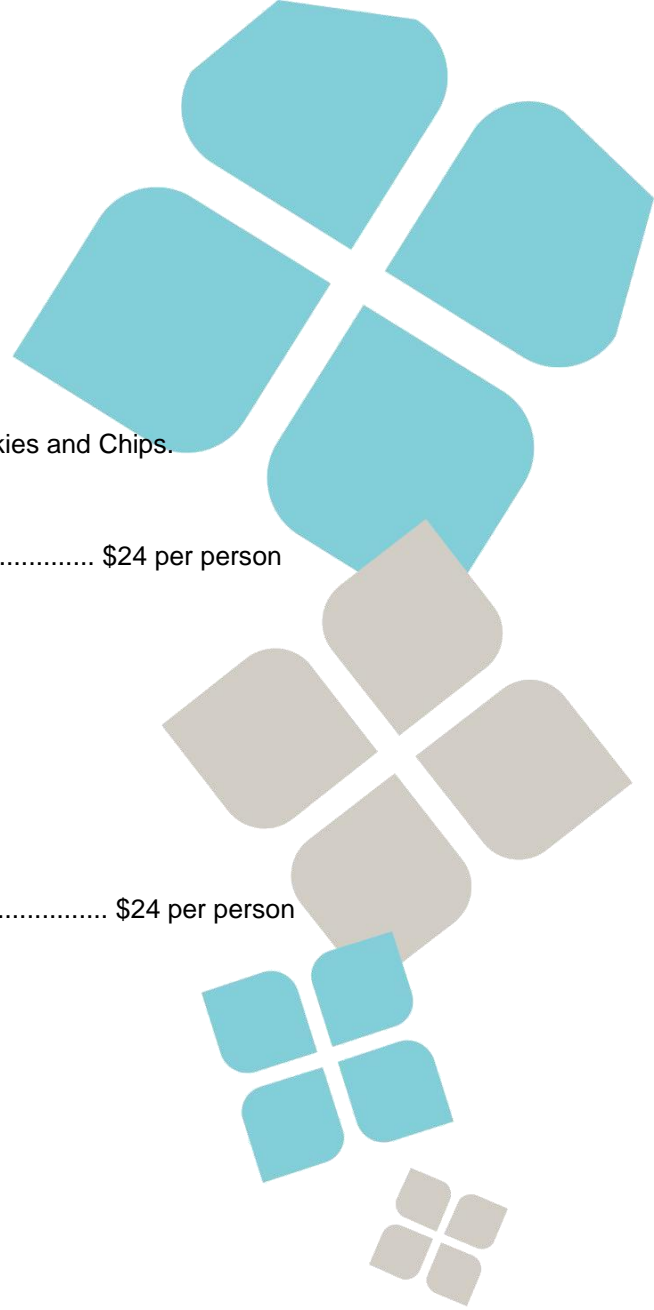 kies and Chips.
............. $24 per person
............... $24 per person